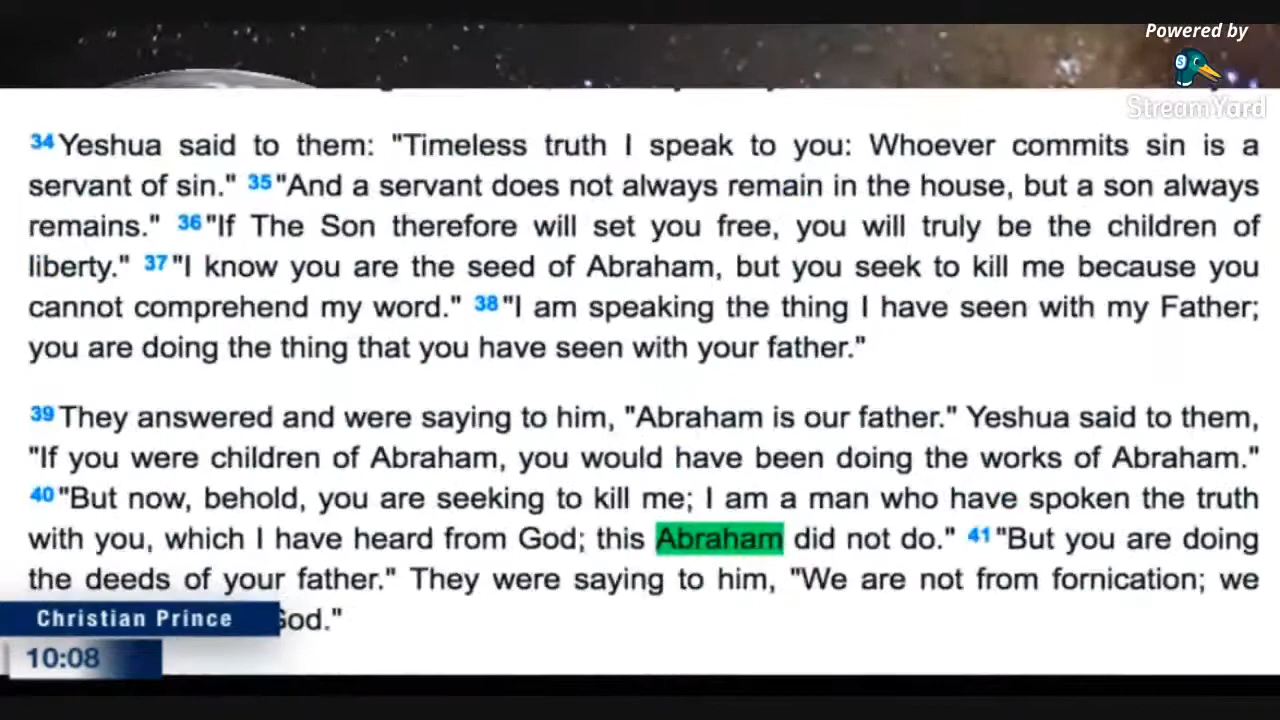 Powered by
StreamYard
34 Yeshua said to them: "Timeless truth I speak to you: Whoever commits sin is a
servant of sin." 35 "And a servant does not always remain in the house, but a son always
remains." 36 "If The Son therefore will set you free, you will truly be the children of
liberty." 37 "I know you are the seed of Abraham, but you seek to kill me because you
cannot comprehend my word." 38 "I am speaking the thing I have seen with my Father;
you are doing the thing that you have seen with your father."
39 They answered and were saying to him, "Abraham is our father." Yeshua said to them,
"If you were children of Abraham, you would have been doing the works of Abraham."
40 "But now, behold, you are seeking to kill me; I am a man who have spoken the truth
with you, which I have heard from God; this Abraham did not do." 41 "But you are doing
the deeds of your father." They were saying to him, "We are not from fornication; we
God."
Christian Prince
10:08